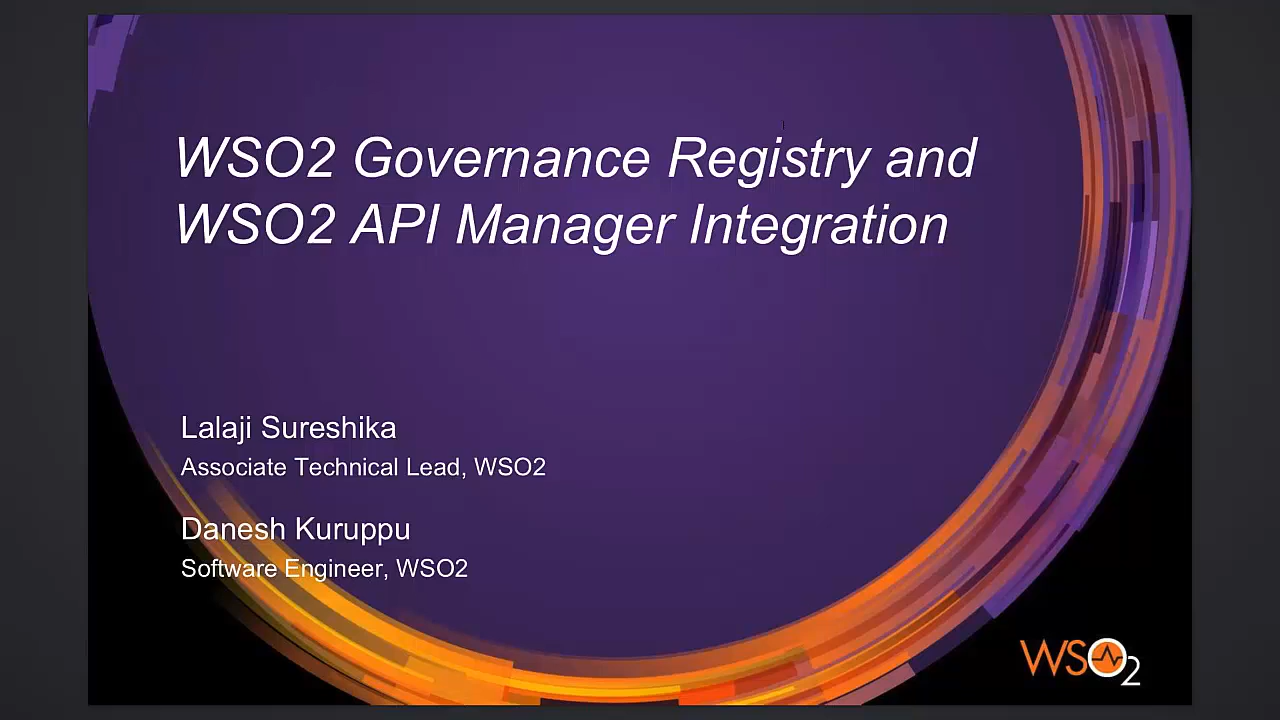 WSO2 Governance Registry and
WSO2 API Manager Integration
Lalaji Sureshika
Associate Technical Lead, WSO2
Danesh Kuruppu
Software Engineer, WSO2
WSO2